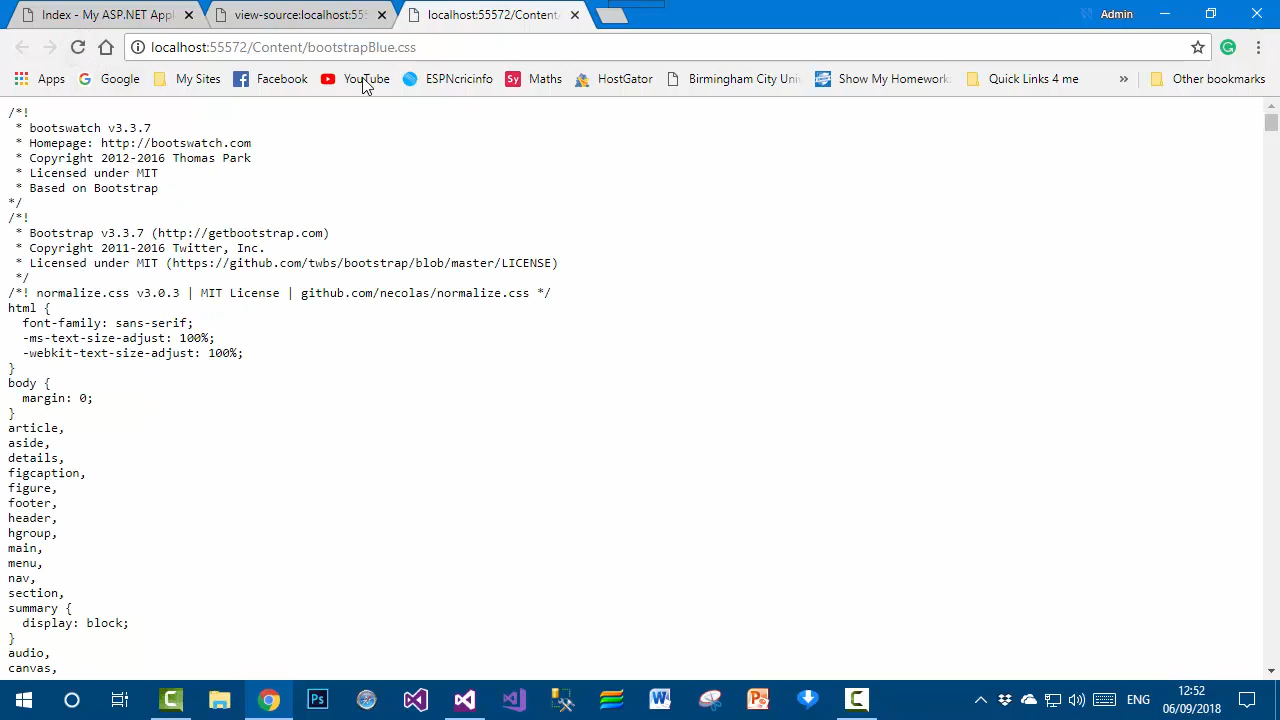 Index - My ASP.NET Appl
view-source:localhost:555
localhost:55572/Content
Admin
localhost:55572/Content/bootstrapBlue.css
Apps
Google
My Sites
Facebook
YouTube
ESPNcricinfo
Sy
Maths
HostGator
Birmingham City Uni
Show My Homework
Quick Links 4 me
»
Other bookmarks
/*!
* bootswatch v3.3.7
* Homepage: http://bootswatch.com
* Copyright 2012-2016 Thomas Park
* Licensed under MIT
* Based on Bootstrap
*/
/*!
* Bootstrap v3.3.7 (http://getbootstrap.com)
* Copyright 2011-2016 Twitter, Inc.
* Licensed under MIT (https://github.com/twbs/bootstrap/blob/master/LICENSE)
*/
/*! normalize.css v3.0.3 | MIT License | github.com/necolas/normalize.css */
html {
font-family: sans-serif;
-ms-text-size-adjust: 100%;
-webkit-text-size-adjust: 100%;
}
body {
margin: 0;
}
article,
aside,
details,
figcaption,
figure,
footer,
header,
hgroup,
main,
menu,
nav,
section,
summary {
display: block;
}
audio,
canvas,
Ps
ENG
12:52
06/09/2018